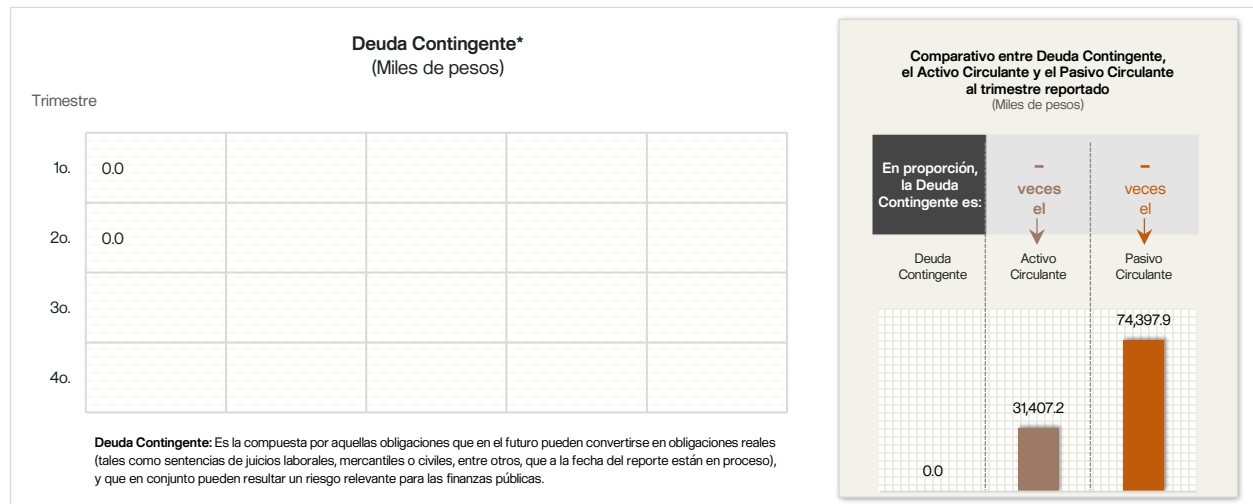 Deuda Contingente*
(Miles de pesos)
Trimestre
1o. 0.0
2o. 0.0
3o.
4o.
Deuda Contingente: Es la compuesta por aquellas obligaciones que en el futuro pueden convertirse en obligaciones reales
(tales como sentencias de juicios laborales, mercantiles o civiles, entre otros, que a la fecha del reporte están en proceso),
y que en conjunto pueden resultar un riesgo relevante para las finanzas públicas.
Comparativo entre Deuda Contingente,
el Activo Circulante y el Pasivo Circulante
al trimestre reportado
(Miles de pesos)
En proporción,
la Deuda
Contingente es:
–
veces
el
–
veces
el
Deuda
Contingente
Activo
Circulante
Pasivo
Circulante
74,397.9
31,407.2
0.0